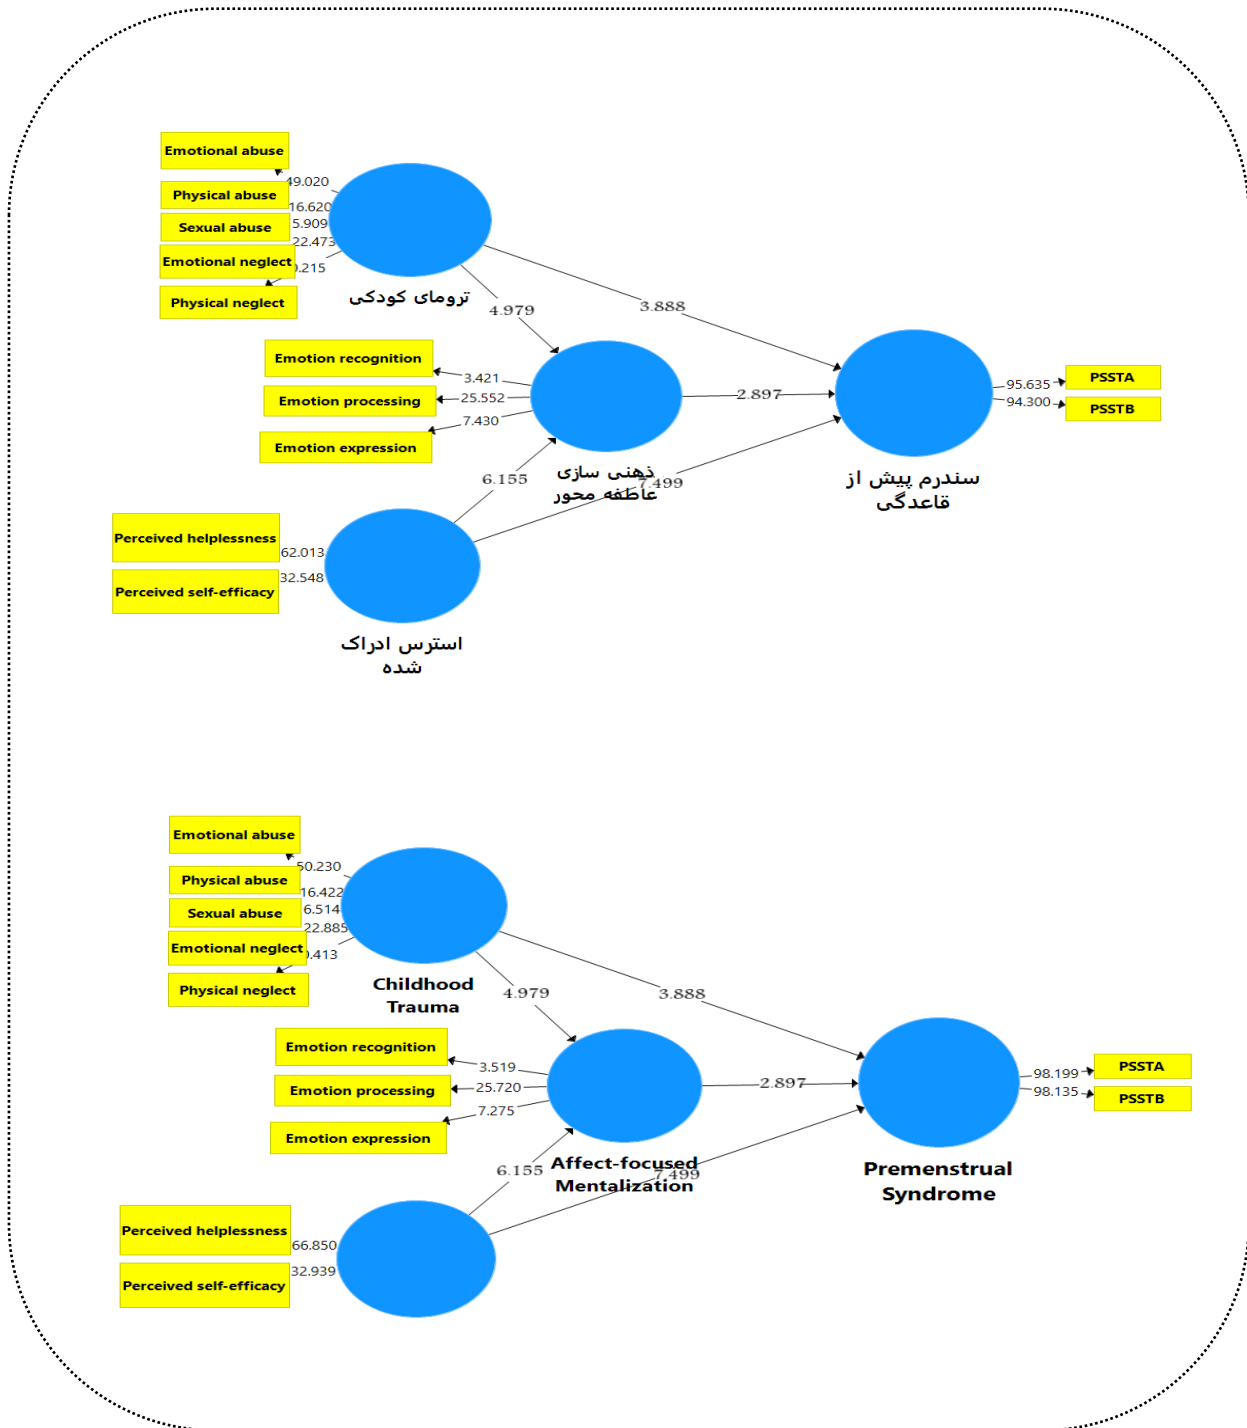 Emotional abuse
49.020
Physical abuse
16.620
Sexual abuse
5.909
22.473
Emotional neglect
.215
Physical neglect
ترومای کودکی
4.979
3.888
Emotion recognition
3.421
Emotion processing
25.552
Emotion expression
7.430
2.897
95.635
PSSTA
94.300
PSSTB
ذهنی سازی
عاطفه محور
سندرم پیش از
قاعدگی
6.155
7.499
Perceived helplessness
62.013
Perceived self-efficacy
32.548
استرس ادراک
شده
Emotional abuse
50.230
Physical abuse
16.422
Sexual abuse
6.514
22.885
Emotional neglect
.413
Physical neglect
Childhood
Trauma
4.979
3.888
Emotion recognition
3.519
Emotion processing
25.720
Emotion expression
7.275
2.897
98.199
PSSTA
98.135
PSSTB
Affect-focused
Mentalization
Premenstrual
Syndrome
6.155
7.499
Perceived helplessness
66.850
Perceived self-efficacy
32.939